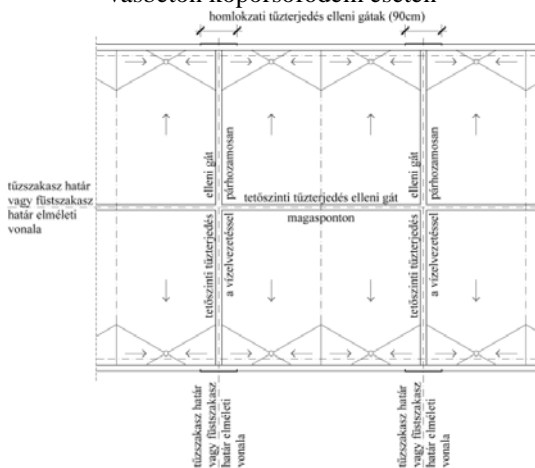 vasbeton koporsófödém esetén
homlokzati tűzterjedés elleni gátak (90cm)
elleni gát
párhuzamosan
elleni gát
párhuzamosan
tűzszakasz határ
vagy füstszakasz
határ elméleti
vonala
tetőszinti tűzterjedés elleni gát
magasponton
tetőszinti tűzterjedés
a vízelvezetéssel
tetőszinti tűzterjedés
a vízelvezetéssel
tűzszakasz határ
vagy füstszakasz
határ elméleti
vonala
tűzszakasz határ
vagy füstszakasz
határ elméleti
vonala